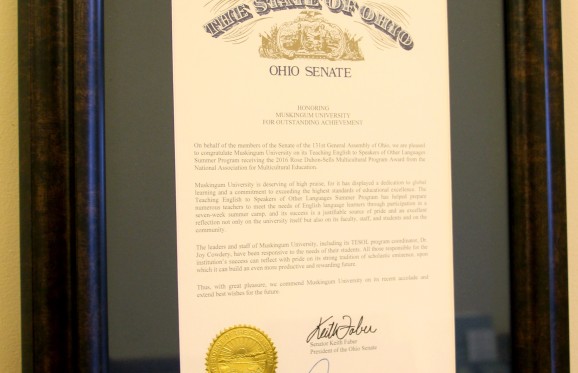 THE STATE OF OHIO
OHIO SENATE
HONORING
MUSKINGUM UNIVERSITY
FOR OUTSTANDING ACHIEVEMENT
On behalf of the members of the Senate of the 131st General Assembly of Ohio, we are pleased
to congratulate Muskingum University on its Teaching English to Speakers of Other Languages
Summer Program receiving the 2016 Rose Duhon-Sells Multicultural Program Award from the
National Association for Multicultural Education.
Muskingum University is deserving of high praise, for it has displayed a dedication to global
learning and a commitment to exceeding the highest standards of educational excellence. The
Teaching English to Speakers of Other Languages Summer Program has helped prepare
numerous teachers to meet the needs of English language learners through participation in a
seven-week summer camp, and its success is a justifiable source of pride and an excellent
reflection not only on the university itself but also on its faculty, staff, and students and on the
community.
The leaders and staff of Muskingum University, including its TESOL program coordinator, Dr.
Joy Cowdery, have been responsive to the needs of their students. All those responsible for the
institution's success can reflect with pride on its strong tradition of scholastic endeavor, upon
which it can build an even more productive and rewarding future.
Thus, with great pleasure, we commend Muskingum University on its recent accolade and
extend best wishes for the future.
Keith Faber
Senator Keith Faber
President of the Ohio Senate